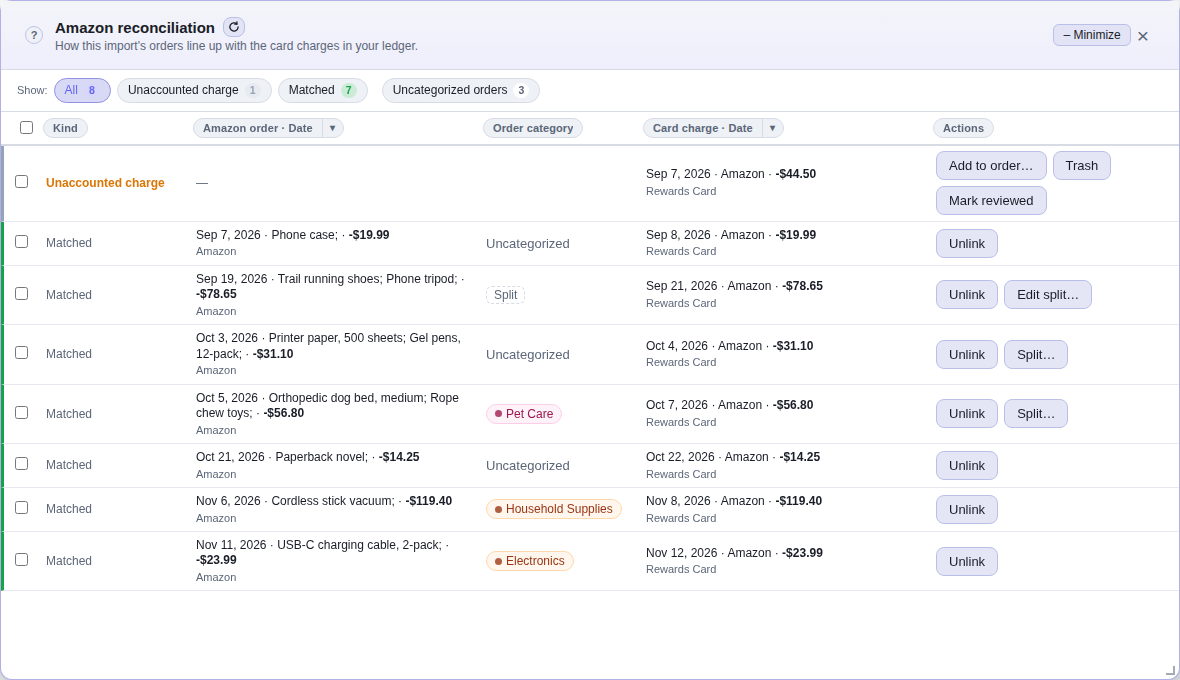 ?
Amazon reconciliation
How this import's orders line up with the card charges in your ledger.
– Minimize
×
Show:
All 8
Unaccounted charge 1
Matched 7
Uncategorized orders 3
Kind
Amazon order · Date ▾
Order category
Card charge · Date ▾
Actions
Unaccounted charge
—
Sep 7, 2026 · Amazon · -$44.50
Rewards Card
Add to order…
Trash
Mark reviewed
Matched
Sep 7, 2026 · Phone case; · -$19.99
Amazon
Uncategorized
Sep 8, 2026 · Amazon · -$19.99
Rewards Card
Unlink
Matched
Sep 19, 2026 · Trail running shoes; Phone tripod; ·
-$78.65
Amazon
Split
Sep 21, 2026 · Amazon · -$78.65
Rewards Card
Unlink
Edit split…
Matched
Oct 3, 2026 · Printer paper, 500 sheets; Gel pens,
12-pack; · -$31.10
Amazon
Uncategorized
Oct 4, 2026 · Amazon · -$31.10
Rewards Card
Unlink
Split…
Matched
Oct 5, 2026 · Orthopedic dog bed, medium; Rope
chew toys; · -$56.80
Amazon
Pet Care
Oct 7, 2026 · Amazon · -$56.80
Rewards Card
Unlink
Split…
Matched
Oct 21, 2026 · Paperback novel; · -$14.25
Amazon
Uncategorized
Oct 22, 2026 · Amazon · -$14.25
Rewards Card
Unlink
Matched
Nov 6, 2026 · Cordless stick vacuum; · -$119.40
Amazon
Household Supplies
Nov 8, 2026 · Amazon · -$119.40
Rewards Card
Unlink
Matched
Nov 11, 2026 · USB-C charging cable, 2-pack; ·
-$23.99
Amazon
Electronics
Nov 12, 2026 · Amazon · -$23.99
Rewards Card
Unlink